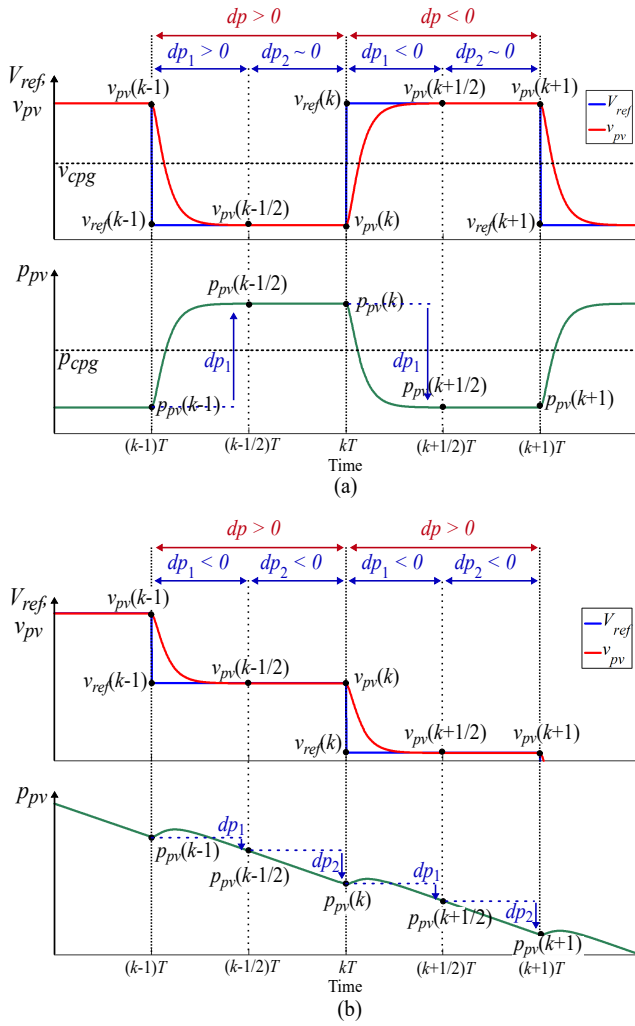 dp > 0 dp < 0
dp1 > 0 dp2 ~ 0 dp1 < 0 dp2 ~ 0
Vref,
vpv
vpv(k-1) vref(k) vpv(k+1/2) vpv(k+1)
Vref
vpv
vcpg
vref(k-1) vpv(k-1/2) vpv(k) vref(k+1)
ppv
ppv(k-1/2) ppv(k)
pcpg
dp1 dp1
ppv(k-1) ppv(k+1/2) ppv(k+1)
(k-1)T (k-1/2)T kT (k+1/2)T (k+1)T
Time
(a)
dp > 0 dp > 0
dp1 < 0 dp2 < 0 dp1 < 0 dp2 < 0
Vref,
vpv
vpv(k-1)
Vref
vpv
vref(k-1) vpv(k-1/2) vpv(k)
vref(k) vpv(k+1/2) vpv(k+1)
ppv
dp1
ppv(k-1)
ppv(k-1/2) dp2 dp1
ppv(k) ppv(k+1/2) dp2
ppv(k+1)
(k-1)T (k-1/2)T kT (k+1/2)T (k+1)T
Time
(b)